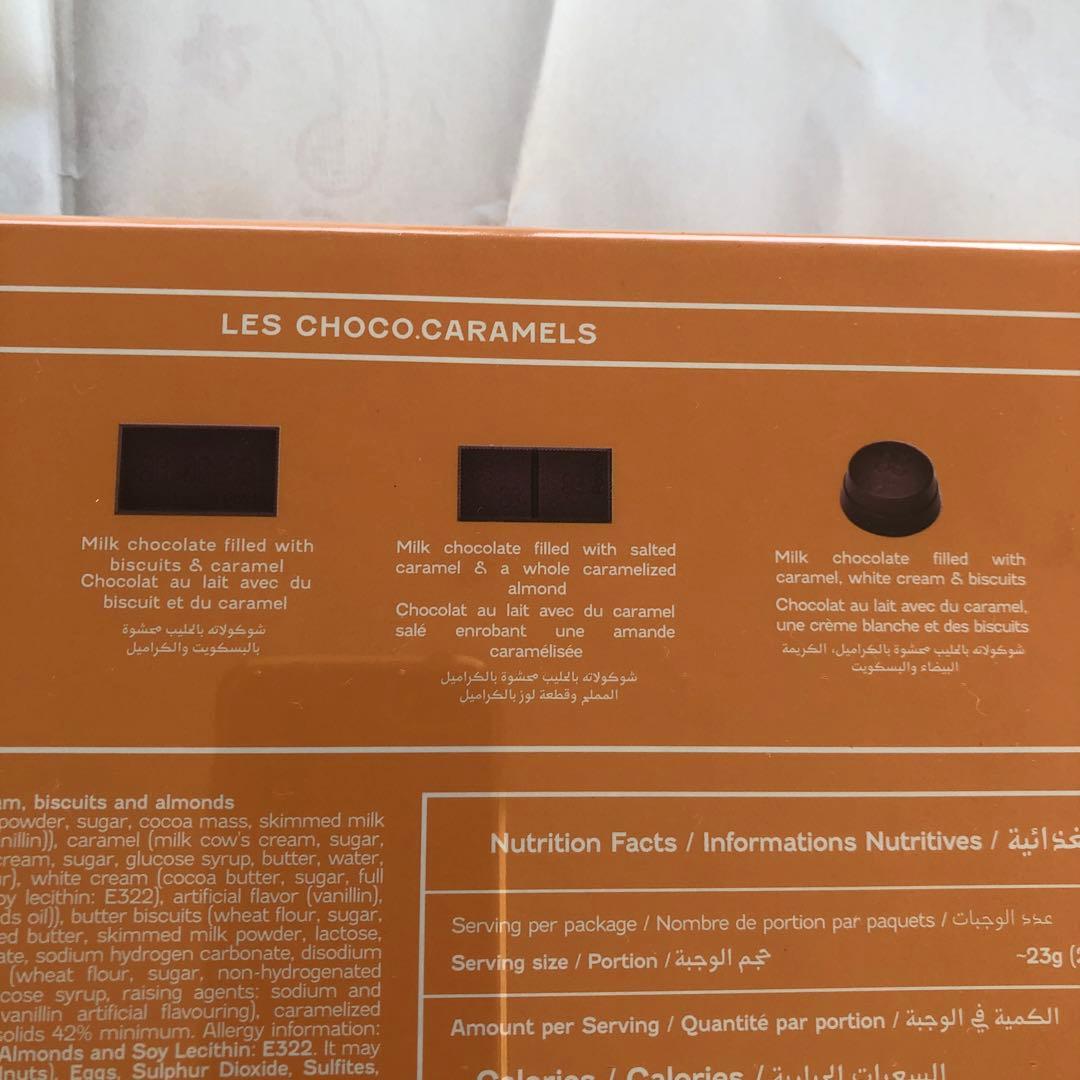 LES CHOCO.CARAMELS
Milk chocolate filled with
biscuits & caramel
Chocolat au lait avec du
biscuit et du caramel
شوكولاته بالحليب محشوة
بالبسكويت والكراميل
Milk chocolate filled with salted
caramel & a whole caramelized
almond
Chocolat au lait avec du caramel
salé enrobant une amande
caramélisée
شوكولاته بالحليب محشوة بالكراميل
المملح وقطعة لوز بالكراميل
Milk chocolate filled with
caramel, white cream & biscuits
Chocolat au lait avec du caramel,
une crème blanche et des biscuits
شوكولاته بالحليب محشوة بالكراميل، الكريمة
البيضاء والبسكويت
biscuits and almonds
powder, sugar, cocoa mass, skimmed milk
caramel (milk cow's cream, sugar,
cream, sugar, glucose syrup, butter, water,
white cream (cocoa butter, sugar, full
lecithin: E322), artificial flavor (vanillin),
oil)), butter biscuits (wheat flour, sugar,
butter, skimmed milk powder, lactose,
sodium hydrogen carbonate, disodium
(wheat flour, sugar, non-hydrogenated
syrup, raising agents: sodium and
vanillin artificial flavouring), caramelized
solids 42% minimum. Allergy information:
Almonds and Soy Lecithin: E322. It may
Eggs, Sulphur Dioxide, Sulfites,
Nutrition Facts / Informations Nutritives /
Serving per package / Nombre de portion par paquets / عدد الوجبات
Serving size / Portion / حجم الوجبة ~23g
Amount per Serving / Quantité par portion / الكمية في الوجبة
Calories / Calories / السعرات الحرارية